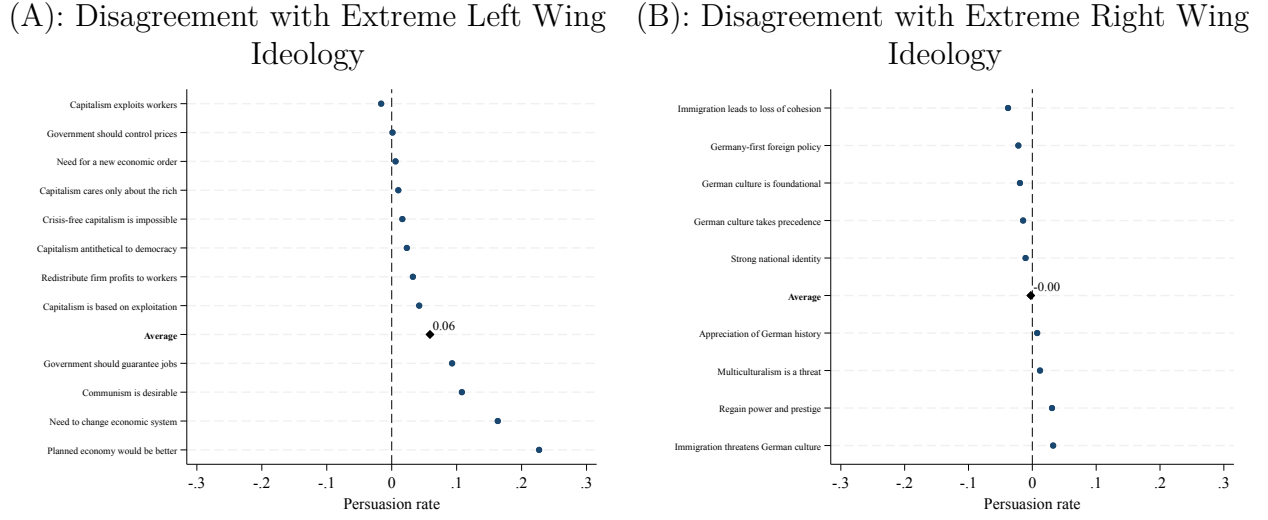 (A): Disagreement with Extreme Left Wing
Ideology
Capitalism exploits workers
Government should control prices
Need for a new economic order
Capitalism cares only about the rich
Crisis-free capitalism is impossible
Capitalism antithetical to democracy
Redistribute firm profits to workers
Capitalism is based on exploitation
Average
0.06
Government should guarantee jobs
Communism is desirable
Need to change economic system
Planned economy would be better
-.3 -.2 -.1 0 .1 .2 .3
Persuasion rate
(B): Disagreement with Extreme Right Wing
Ideology
Immigration leads to loss of cohesion
Germany-first foreign policy
German culture is foundational
German culture takes precedence
Strong national identity
Average
-0.00
Appreciation of German history
Multiculturalism is a threat
Regain power and prestige
Immigration threatens German culture
-.3 -.2 -.1 0 .1 .2 .3
Persuasion rate